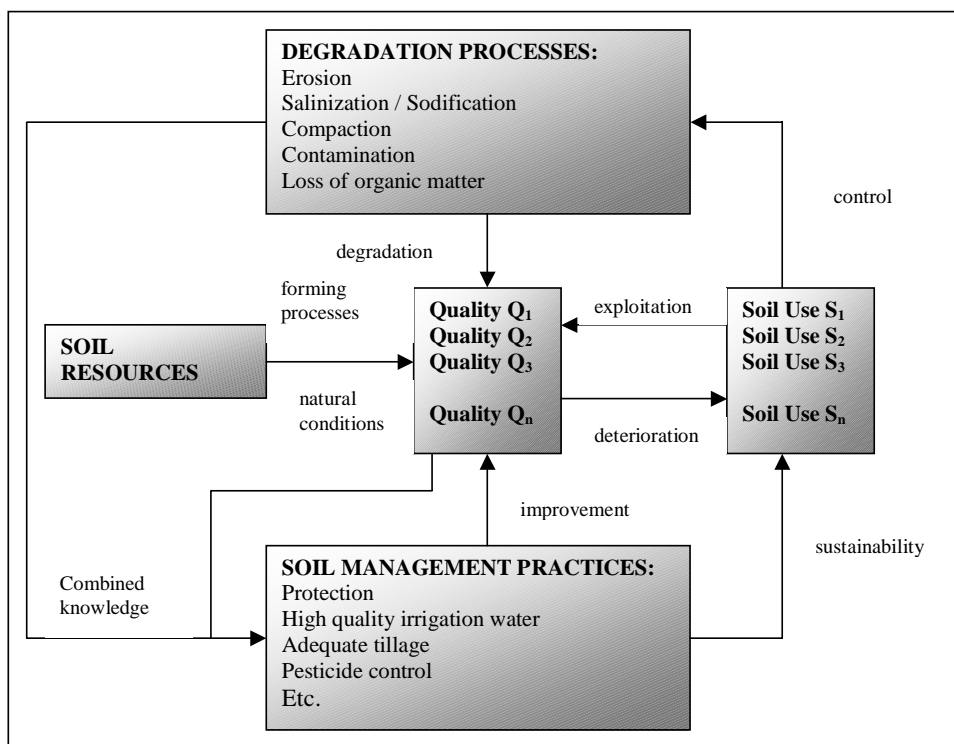 DEGRADATION PROCESSES:
Erosion
Salinization / Sodification
Compaction
Contamination
Loss of organic matter
control
degradation
forming
processes
Quality Q₁
Quality Q₂
Quality Q₃
Quality Qₙ
exploitation
Soil Use S₁
Soil Use S₂
Soil Use S₃
Soil Use Sₙ
SOIL
RESOURCES
natural
conditions
deterioration
improvement
sustainability
Combined
knowledge
SOIL MANAGEMENT PRACTICES:
Protection
High quality irrigation water
Adequate tillage
Pesticide control
Etc.